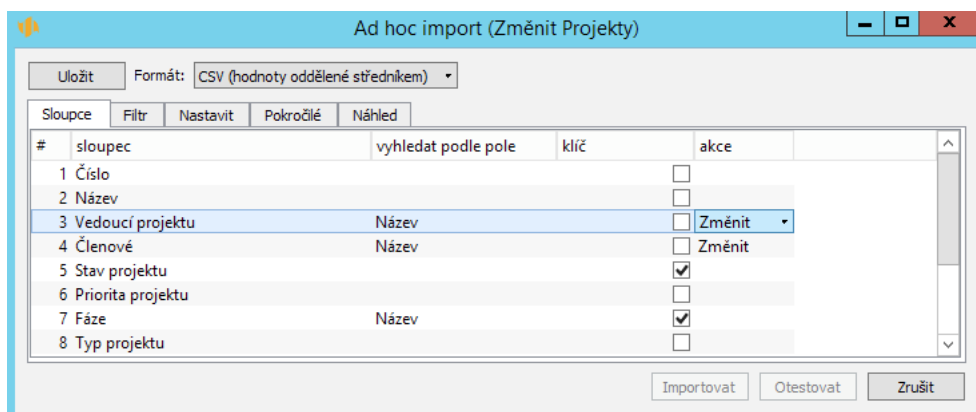 Ad hoc import (Změnit Projekty)
Uložit Formát: CSV (hodnoty oddělené středníkem)
Sloupce Filtr Nastavit Pokročilé Náhled
# sloupec vyhledat podle pole klíč akce
1 Číslo
2 Název
3 Vedoucí projektu Název Změnit
4 Členové Název Změnit
5 Stav projektu
6 Priorita projektu
7 Fáze Název
8 Typ projektu
Importovat Otestovat Zrušit